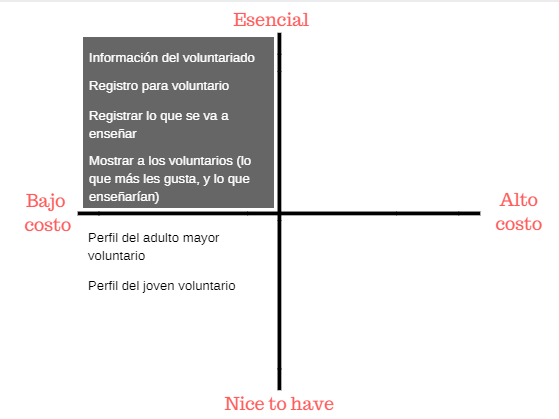 Esencial
Información del voluntariado
Registro para voluntario
Registrar lo que se va a
enseñar
Mostrar a los voluntarios (lo
que más les gusta, y lo que
enseñarían)
Bajo
costo
Alto
costo
Perfil del adulto mayor
voluntario
Perfil del joven voluntario
Nice to have